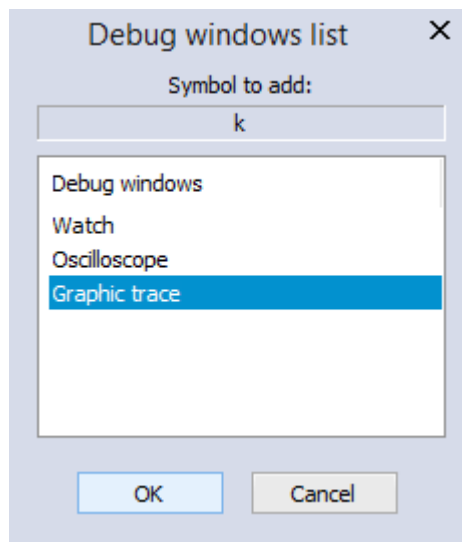 Debug windows list
Symbol to add:
k
Debug windows
Watch
Oscilloscope
Graphic trace
OK Cancel